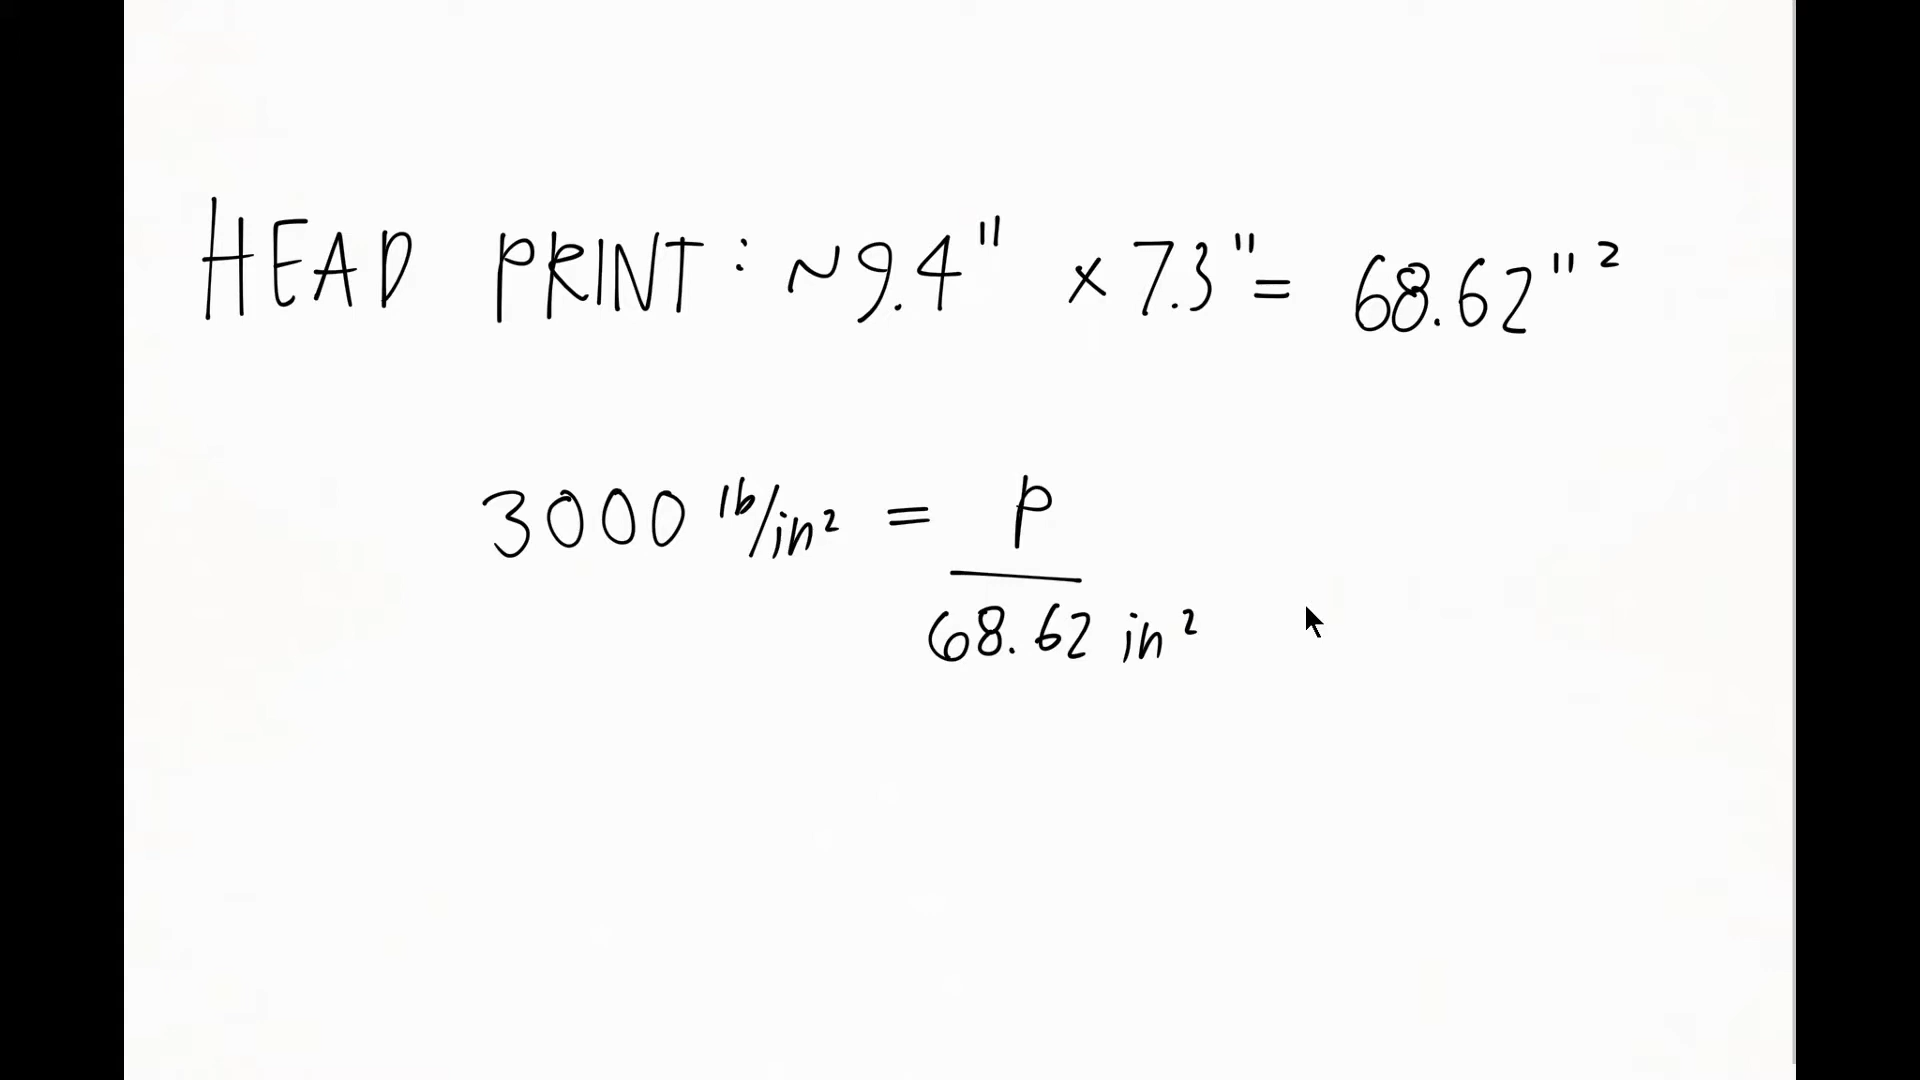 HEAD PRINT: ~9.4" x 7.3" = 68.62"²
3000 lb/in² = P
68.62 in²